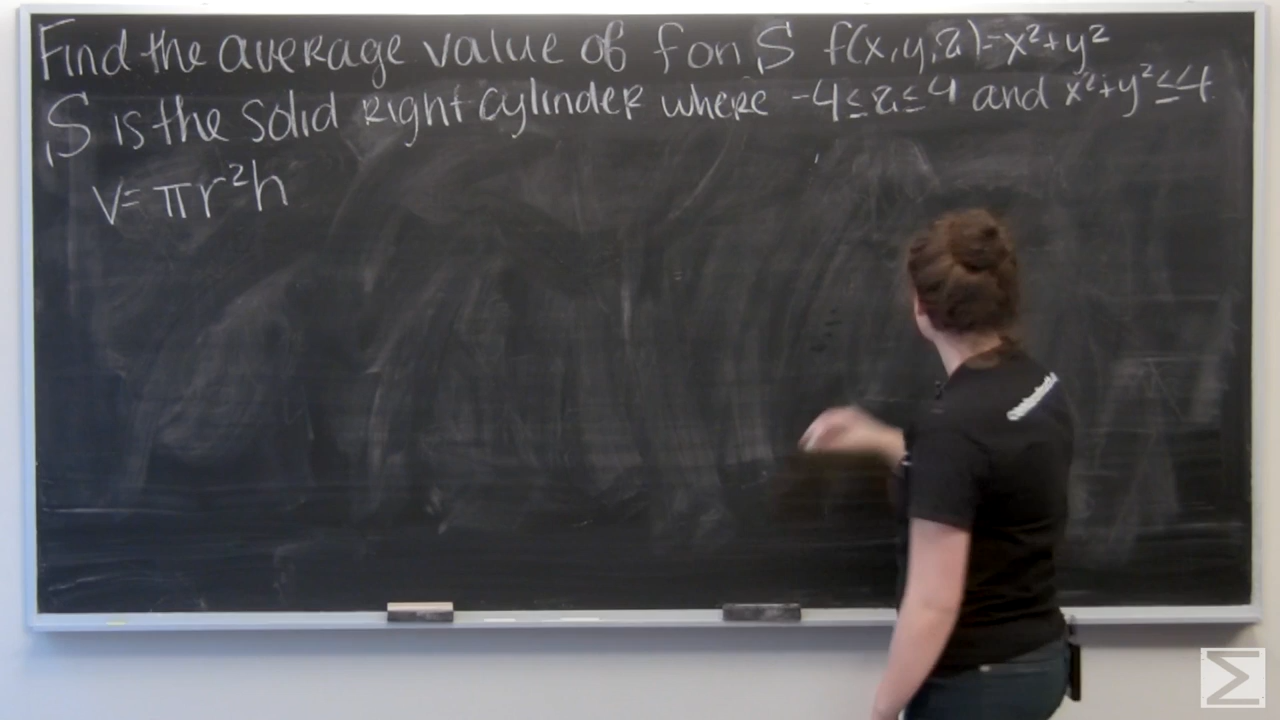 Find the average value of f on S f(x,y,z)=x²+y²
S is the solid right cylinder where -4≤z≤4 and x²+y²≤4
V=πr²h
Σ